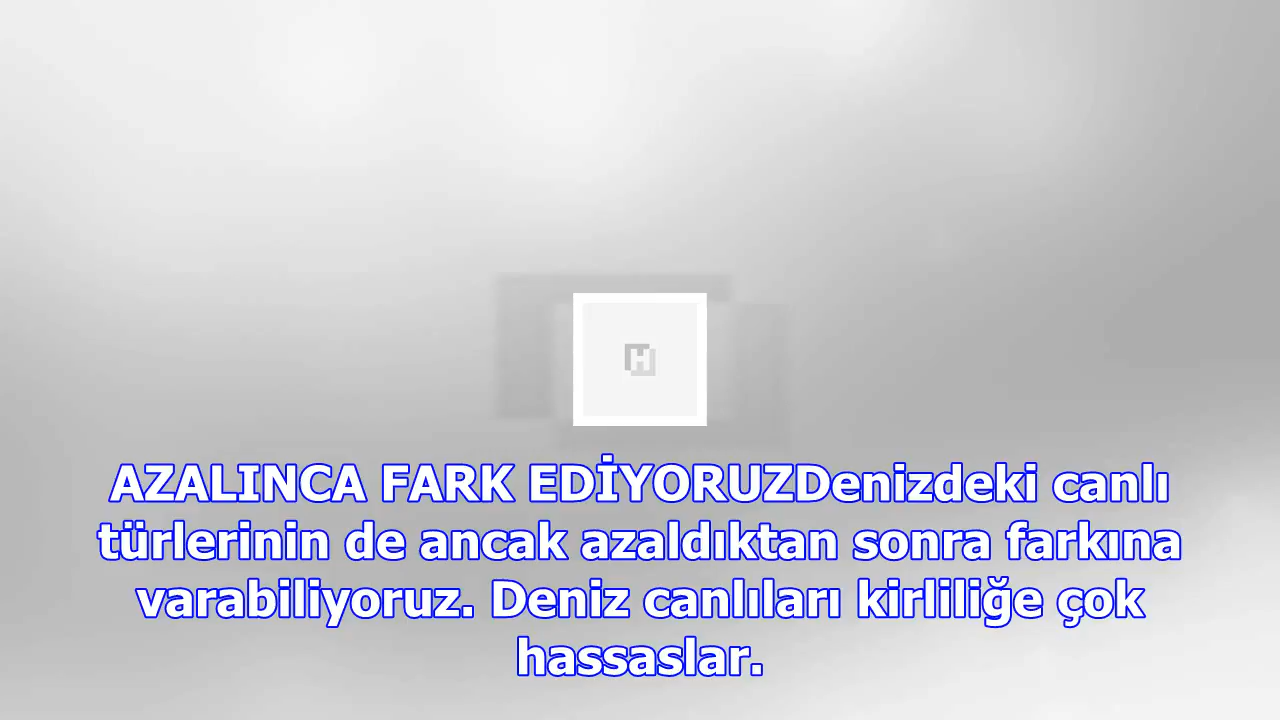 H
AZALINCA FARK EDİYORUZDenizdeki canlı
türlerinin de ancak azaldıktan sonra farkına
varabiliyoruz. Deniz canlıları kirliliğe çok
hassaslar.